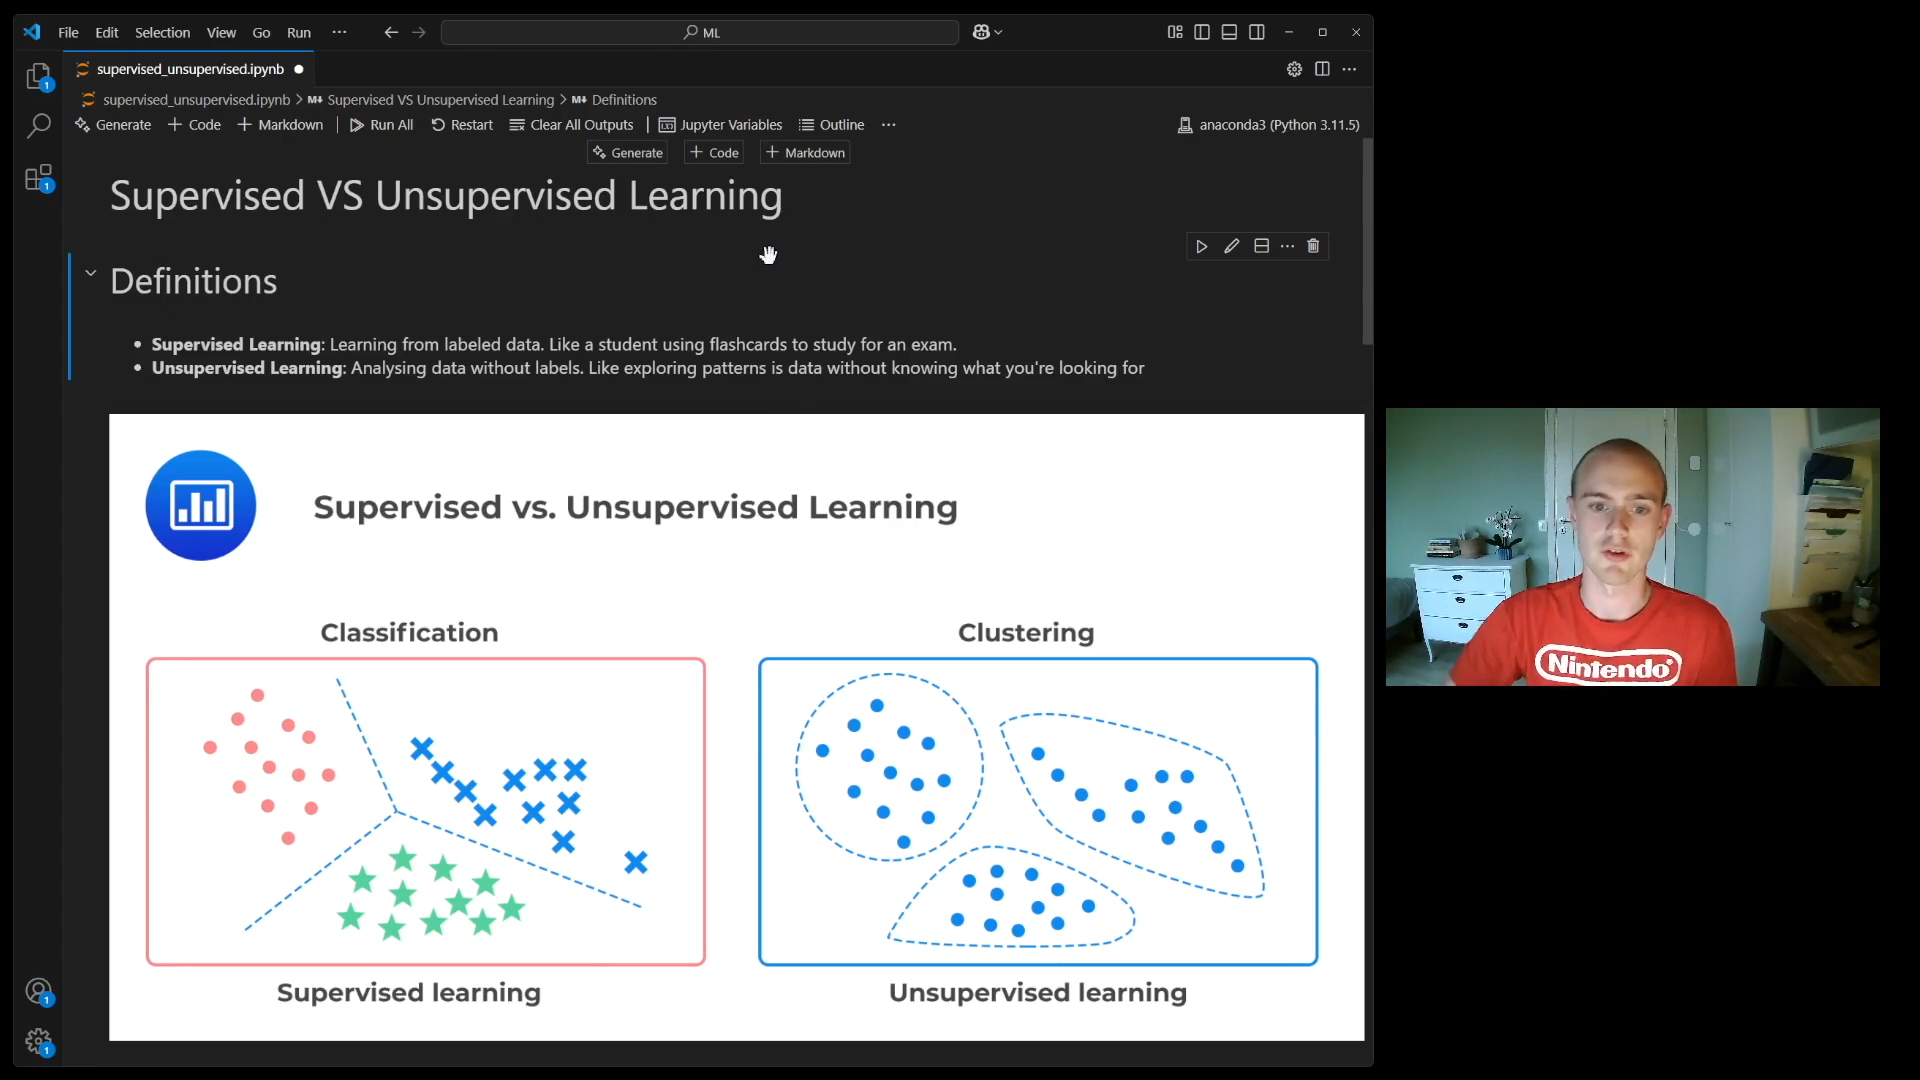 File Edit Selection View Go Run ··· ML
supervised_unsupervised.ipynb
supervised_unsupervised.ipynb > M↓ Supervised VS Unsupervised Learning > M↓ Definitions
Generate + Code + Markdown Run All Restart Clear All Outputs Jupyter Variables Outline ··· anaconda3 (Python 3.11.5)
Generate + Code + Markdown
Supervised VS Unsupervised Learning
Definitions
• Supervised Learning: Learning from labeled data. Like a student using flashcards to study for an exam.
• Unsupervised Learning: Analysing data without labels. Like exploring patterns is data without knowing what you're looking for
Supervised vs. Unsupervised Learning
Classification
Clustering
Supervised learning
Unsupervised learning
1
1
1
1
Nintendo